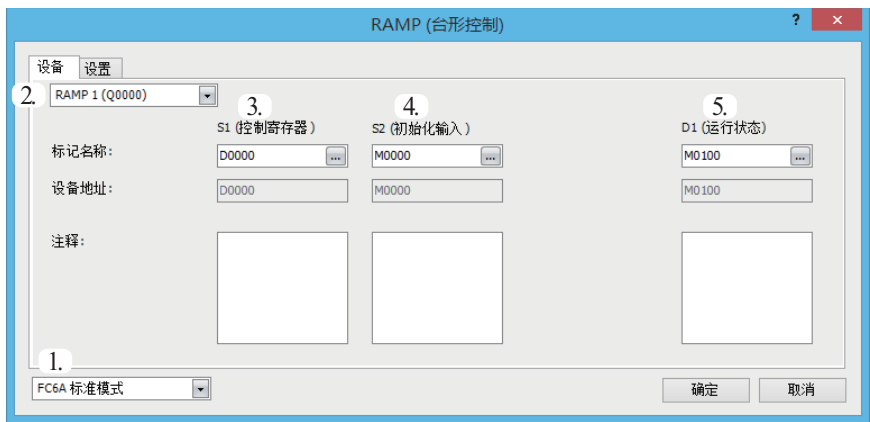 RAMP (台形控制)
? ×
设备 设置
2. RAMP 1 (Q0000)
3. 4. 5.
S1 (控制寄存器) S2 (初始化输入) D1 (运行状态)
标记名称: D0000 ... M0000 ... M0100 ...
设备地址: D0000 M0000 M0100
注释:
1.
FC6A 标准模式 确定 取消